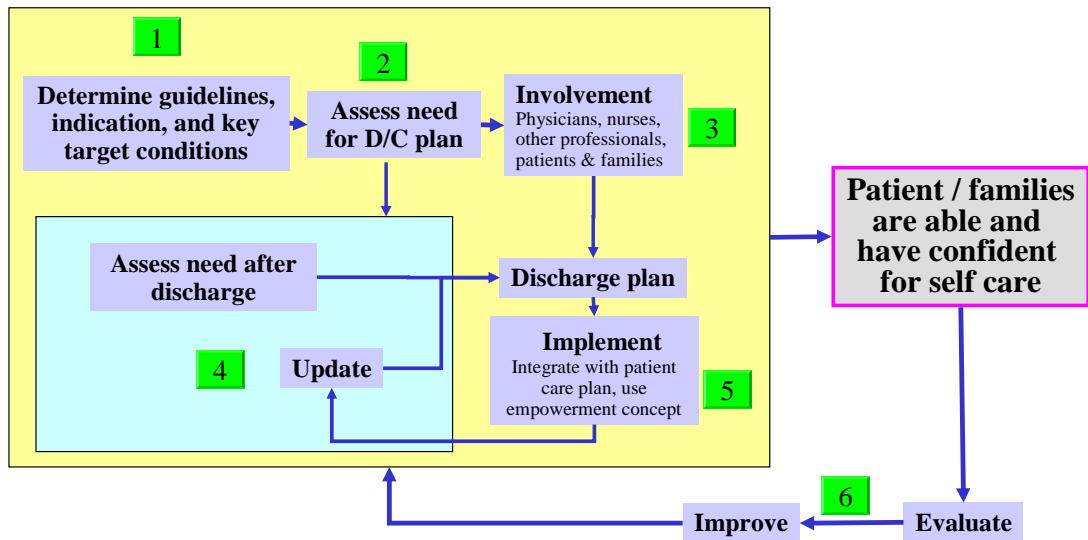 1
Determine guidelines,
indication, and key
target conditions
2
Assess need
for D/C plan
Involvement
Physicians, nurses,
other professionals,
patients & families
3
Patient / families
are able and
have confident
for self care
Assess need after
discharge
Discharge plan
4
Update
Implement
Integrate with patient
care plan, use
empowerment concept
5
6
Improve
Evaluate